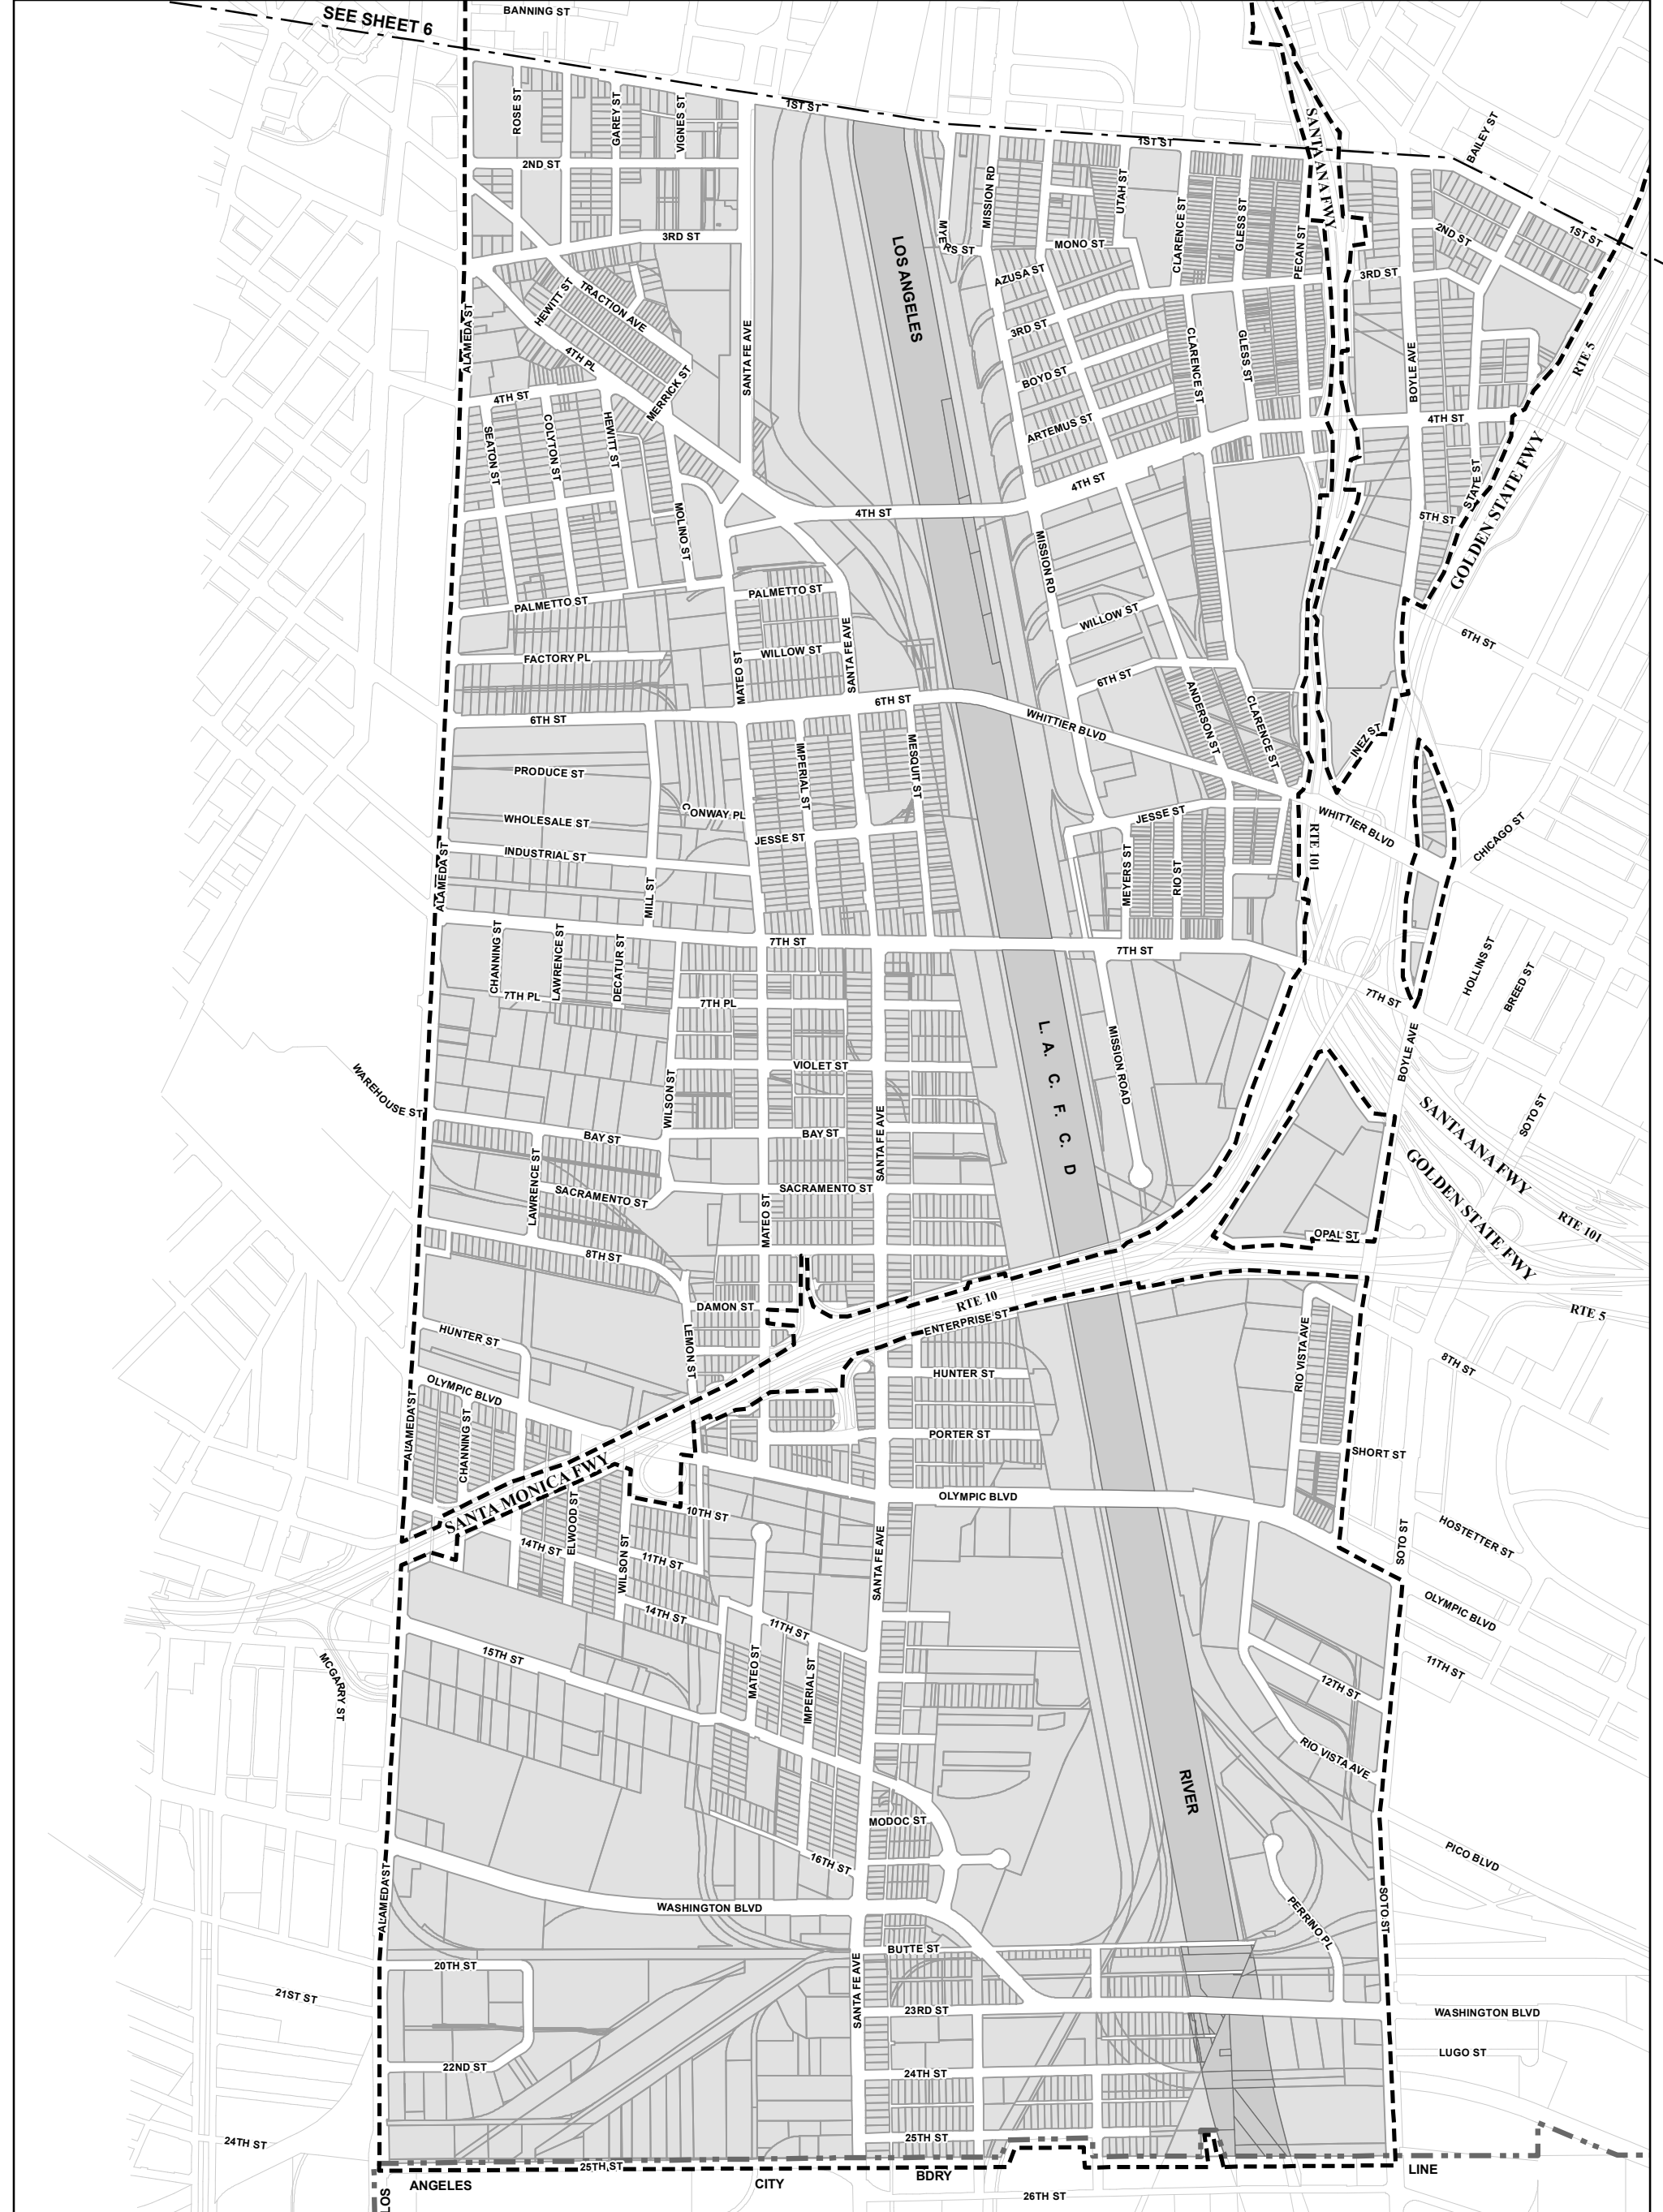 SEE SHEET 6
BANNING ST
ROSE ST
GAREY ST
VIGNES ST
1ST ST
1ST ST
SANTA ANA FWY
BAILEY ST
2ND ST
MISSION RD
UTAH ST
CLARENCE ST
GLESS ST
PECAN ST
2ND ST
1ST ST
3RD ST
MYERS ST
MONO ST
LOS ANGELES
AZUSA ST
3RD ST
HEWITT ST
TRACTION AVE
ALAMEDA ST
4TH PL
SANTA FE AVE
3RD ST
CLARENCE ST
GLESS ST
BOYLE AVE
RTE 5
BOYD ST
MERRICK ST
4TH ST
ARTEMUS ST
4TH ST
SEATON ST
COLYTON ST
HEWITT ST
4TH ST
STATE ST
GOLDEN STATE FWY
4TH ST
5TH ST
MOLINO ST
MISSION RD
PALMETTO ST
PALMETTO ST
WILLOW ST
6TH ST
FACTORY PL
WILLOW ST
MATEO ST
SANTA FE AVE
6TH ST
6TH ST
6TH ST
WHITTIER BLVD
ANDERSON ST
CLARENCE ST
INEZ ST
PRODUCE ST
IMPERIAL ST
MESQUIT ST
CONWAY PL
WHOLESALE ST
JESSE ST
JESSE ST
RTE 101
WHITTIER BLVD
CHICAGO ST
INDUSTRIAL ST
ALAMEDA ST
MILL ST
MEYERS ST
RIO ST
7TH ST
7TH ST
CHANNING ST
LAWRENCE ST
DECATUR ST
HOLLINS ST
BREED ST
7TH PL
7TH PL
7TH ST
L. A. C. F. C. D
MISSION ROAD
BOYLE AVE
VIOLET ST
WAREHOUSE ST
WILSON ST
SANTA ANA FWY
SOTO ST
BAY ST
BAY ST
SANTA FE AVE
LAWRENCE ST
SACRAMENTO ST
SACRAMENTO ST
GOLDEN STATE FWY
MATEO ST
OPAL ST
RTE 101
8TH ST
DAMON ST
RTE 10
ENTERPRISE ST
RTE 5
HUNTER ST
LEMON ST
RIO VISTA AVE
8TH ST
HUNTER ST
OLYMPIC BLVD
ALAMEDA ST
CHANNING ST
PORTER ST
SHORT ST
SANTA MONICA FWY
OLYMPIC BLVD
10TH ST
ELWOOD ST
14TH ST
WILSON ST
11TH ST
SANTA FE AVE
SOTO ST
HOSTETTER ST
14TH ST
11TH ST
OLYMPIC BLVD
15TH ST
MATEO ST
IMPERIAL ST
MCGARRY ST
12TH ST
11TH ST
RIO VISTA AVE
RIVER
MODOC ST
16TH ST
PICO BLVD
ALAMEDA ST
WASHINGTON BLVD
PERRINO PL
SOTO ST
BUTTE ST
20TH ST
SANTA FE AVE
21ST ST
23RD ST
WASHINGTON BLVD
22ND ST
24TH ST
LUGO ST
24TH ST
25TH ST
25TH ST
LOS
ANGELES
CITY
BDRY
LINE
26TH ST